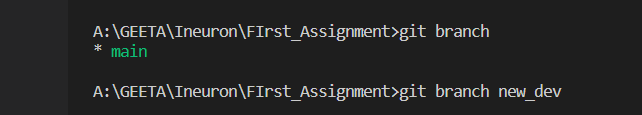 A:\GEETA\Ineuron\FIrst_Assignment>git branch
* main
A:\GEETA\Ineuron\FIrst_Assignment>git branch new_dev